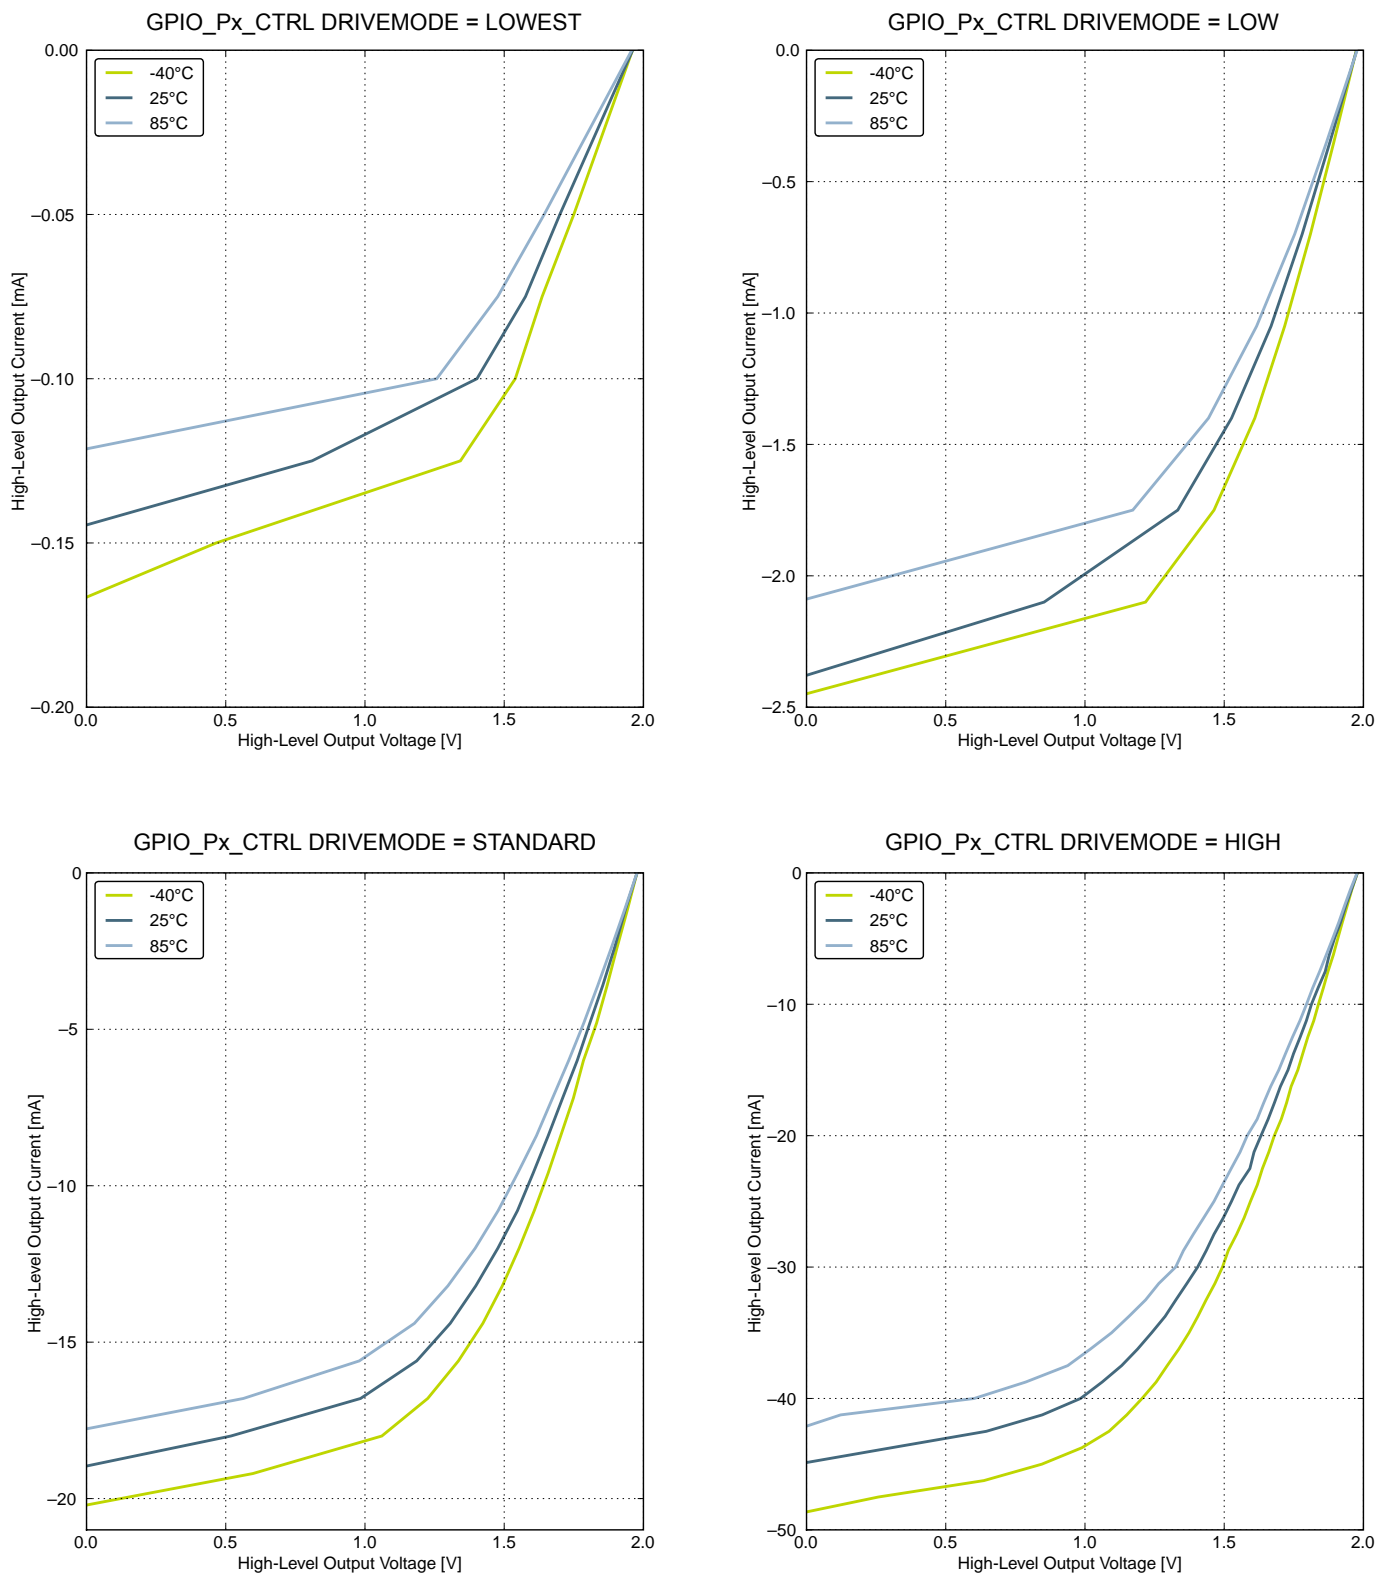 GPIO_Px_CTRL DRIVEMODE = LOWEST
0.00
–0.05
–0.10
–0.15
–0.20
High-Level Output Current [mA]
-40°C
25°C
85°C
0.0 0.5 1.0 1.5 2.0
High-Level Output Voltage [V]
GPIO_Px_CTRL DRIVEMODE = LOW
0.0
–0.5
–1.0
–1.5
–2.0
–2.5
High-Level Output Current [mA]
-40°C
25°C
85°C
0.0 0.5 1.0 1.5 2.0
High-Level Output Voltage [V]
GPIO_Px_CTRL DRIVEMODE = STANDARD
0
–5
–10
–15
–20
High-Level Output Current [mA]
-40°C
25°C
85°C
0.0 0.5 1.0 1.5 2.0
High-Level Output Voltage [V]
GPIO_Px_CTRL DRIVEMODE = HIGH
0
–10
–20
–30
–40
–50
High-Level Output Current [mA]
-40°C
25°C
85°C
0.0 0.5 1.0 1.5 2.0
High-Level Output Voltage [V]